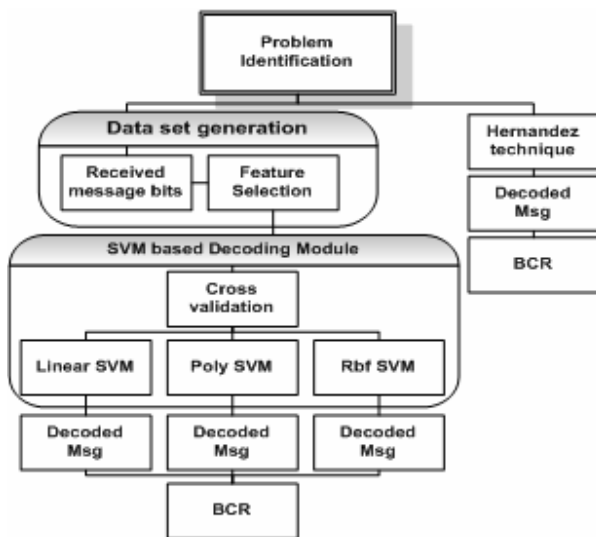 Problem
Identification
Data set generation
Received
message bits
Feature
Selection
Hernandez
technique
Decoded
Msg
BCR
SVM based Decoding Module
Cross
validation
Linear SVM
Poly SVM
Rbf SVM
Decoded
Msg
Decoded
Msg
Decoded
Msg
BCR